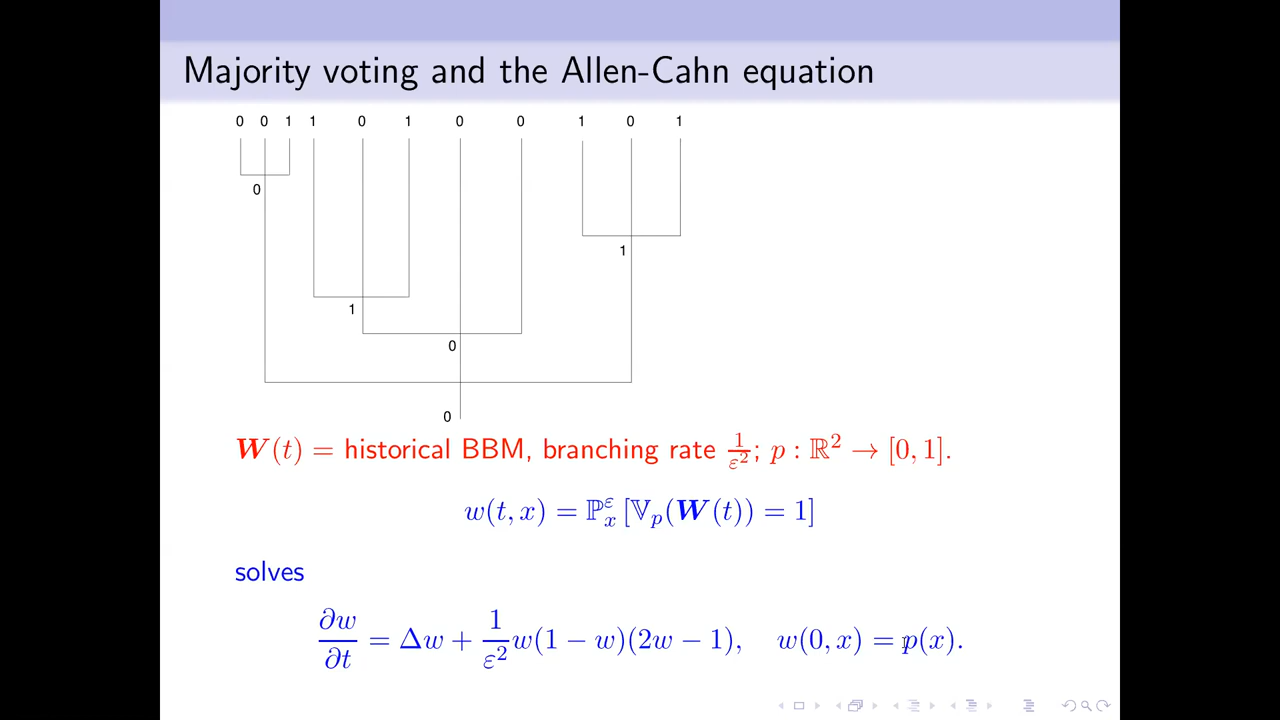 Majority voting and the Allen-Cahn equation
0 0 1 1 0 1 0 0 1 0 1
0
1
1
0
0
W(t) = historical BBM, branching rate 1/ε²; p : ℝ² → [0, 1].
w(t, x) = ℙ^ε_x [𝕍_p(W(t)) = 1]
solves
∂w/∂t = Δw + 1/ε² w(1 − w)(2w − 1), w(0, x) = p(x).